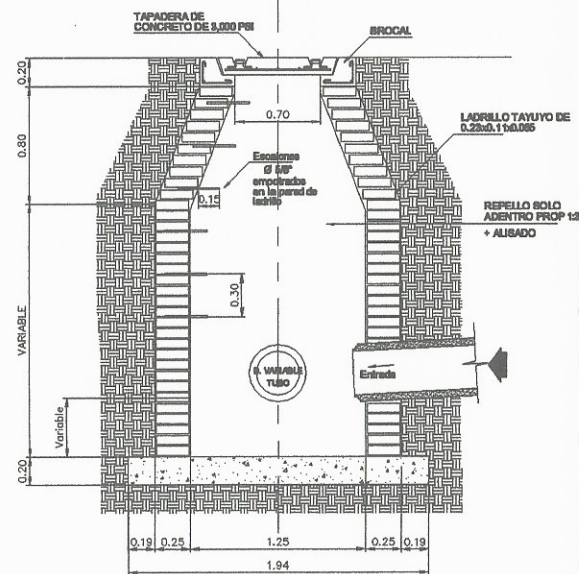 TAPADERA DE
CONCRETO DE 3,000 PSI
BROCAL
0.20
0.70
0.80
LADRILLO TAYUYO DE
0.23x0.11x0.065
Escalones
Ø 5/8"
empotrados
en la pared de
ladrillo
0.15
REPELLO SOLO
ADENTRO PROP 1:2
+ ALISADO
0.30
VARIABLE
D. VARIABLE
TUBO
Entrada
Variable
0.20
0.19
0.25
1.25
0.25
0.19
1.94